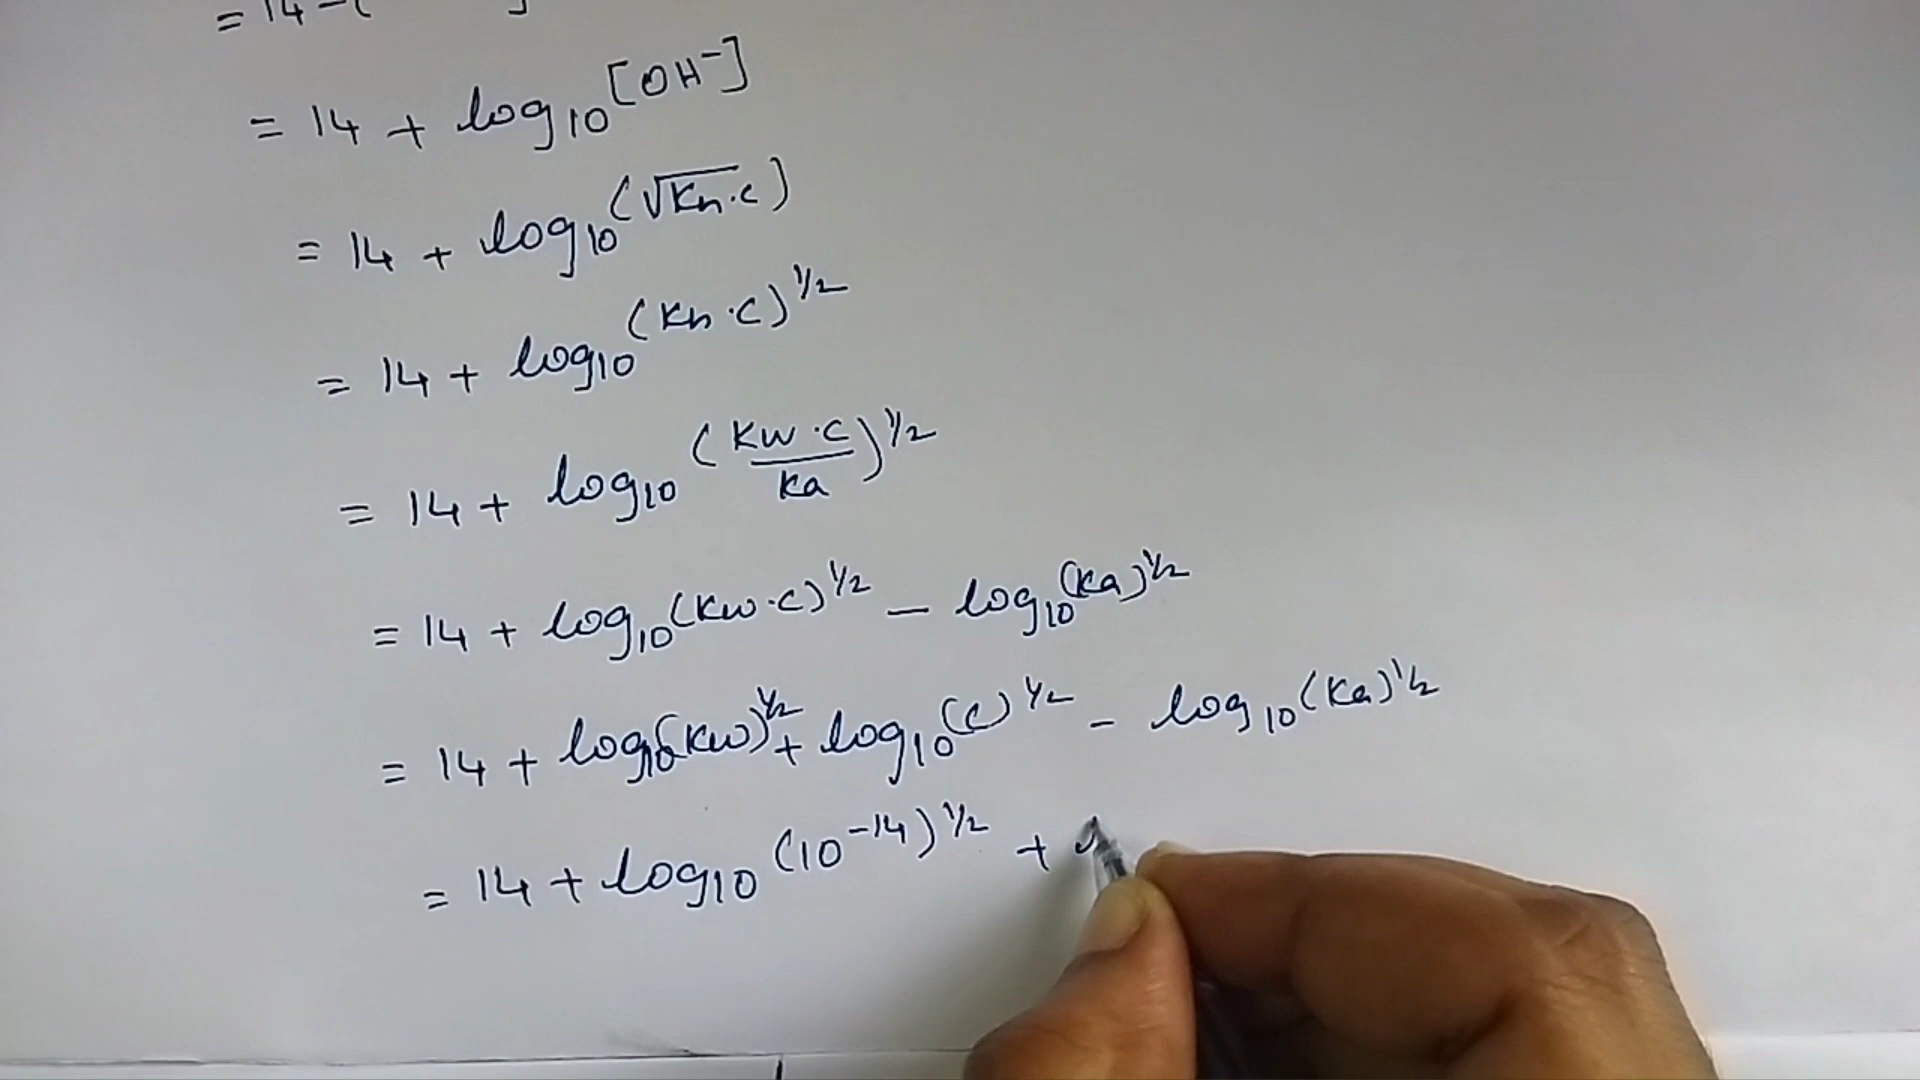 = 14 - (
= 14 + log10 [OH⁻]
= 14 + log10 (√Kh·c)
= 14 + log10 (Kh·c)^1/2
= 14 + log10 (Kw·c/Ka)^1/2
= 14 + log10 (Kw·c)^1/2 - log10 (Ka)^1/2
= 14 + log10 (Kw)^1/2 + log10 (c)^1/2 - log10 (Ka)^1/2
= 14 + log10 (10^-14)^1/2 +